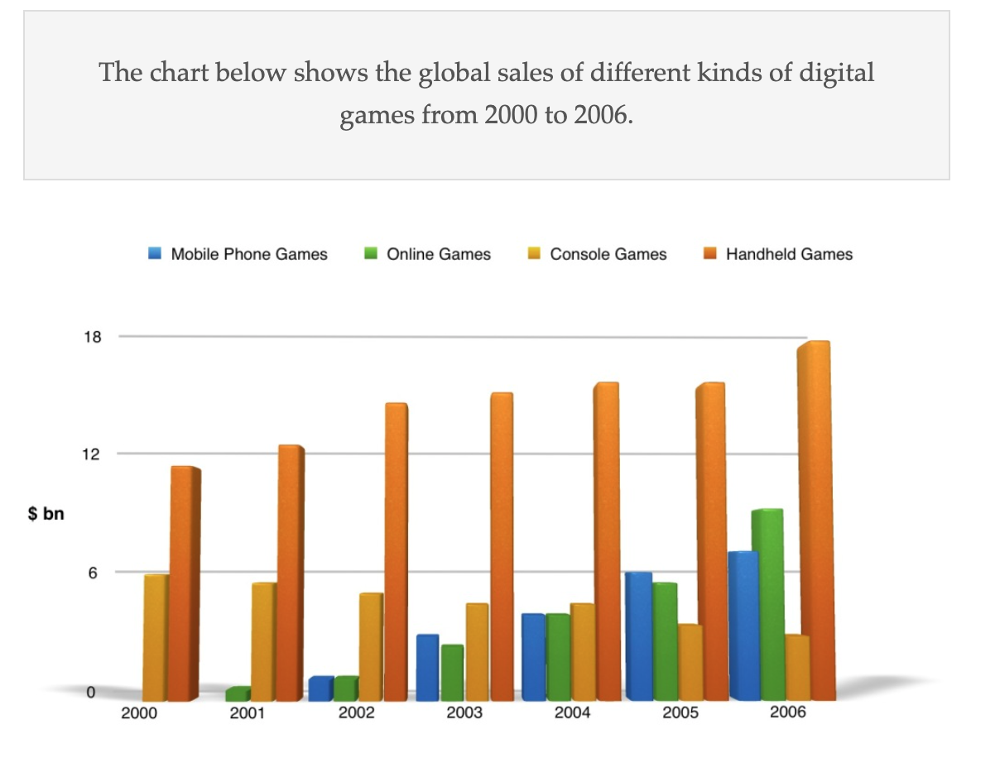 The chart below shows the global sales of different kinds of digital
games from 2000 to 2006.
Mobile Phone Games Online Games Console Games Handheld Games
18
12
$ bn
6
0
2000 2001 2002 2003 2004 2005 2006